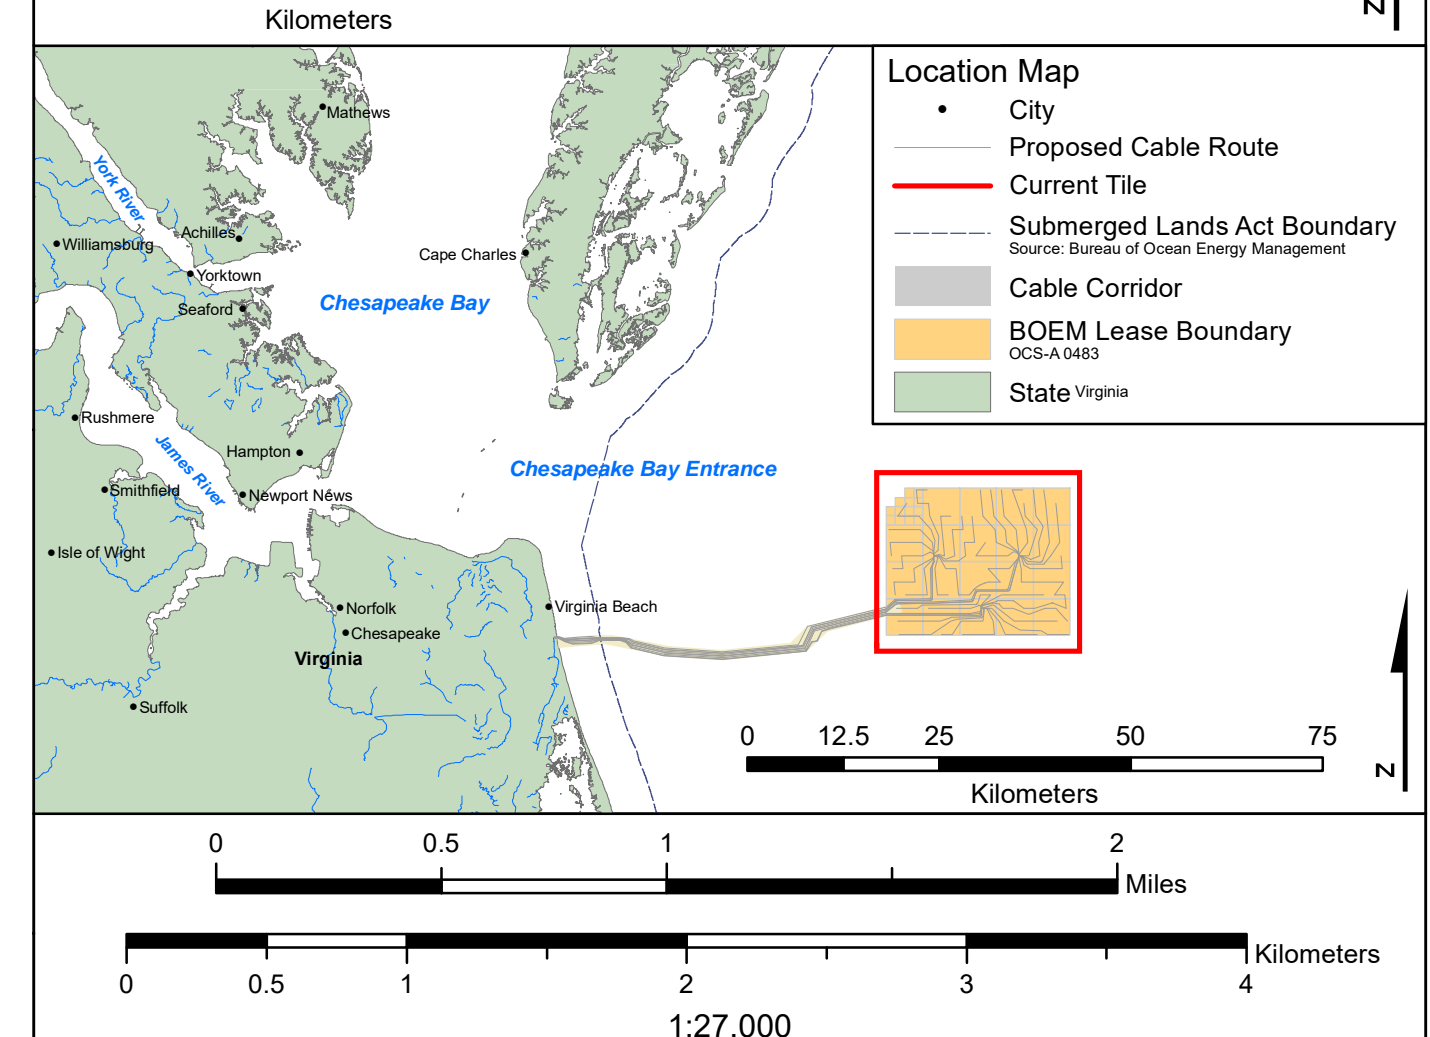 Kilometers
N
Location Map
City
Proposed Cable Route
Current Tile
Submerged Lands Act Boundary
Source: Bureau of Ocean Energy Management
Cable Corridor
BOEM Lease Boundary
OCS-A 0483
State Virginia
Mathews
York River
Achilles
Williamsburg
Cape Charles
Yorktown
Chesapeake Bay
Seaford
Rushmere
James River
Hampton
Chesapeake Bay Entrance
Smithfield
Newport News
Isle of Wight
Norfolk
Virginia Beach
Chesapeake
Virginia
Suffolk
0 12.5 25 50 75
Kilometers
N
0 0.5 1 2
Miles
Kilometers
0 0.5 1 2 3 4
1:27,000